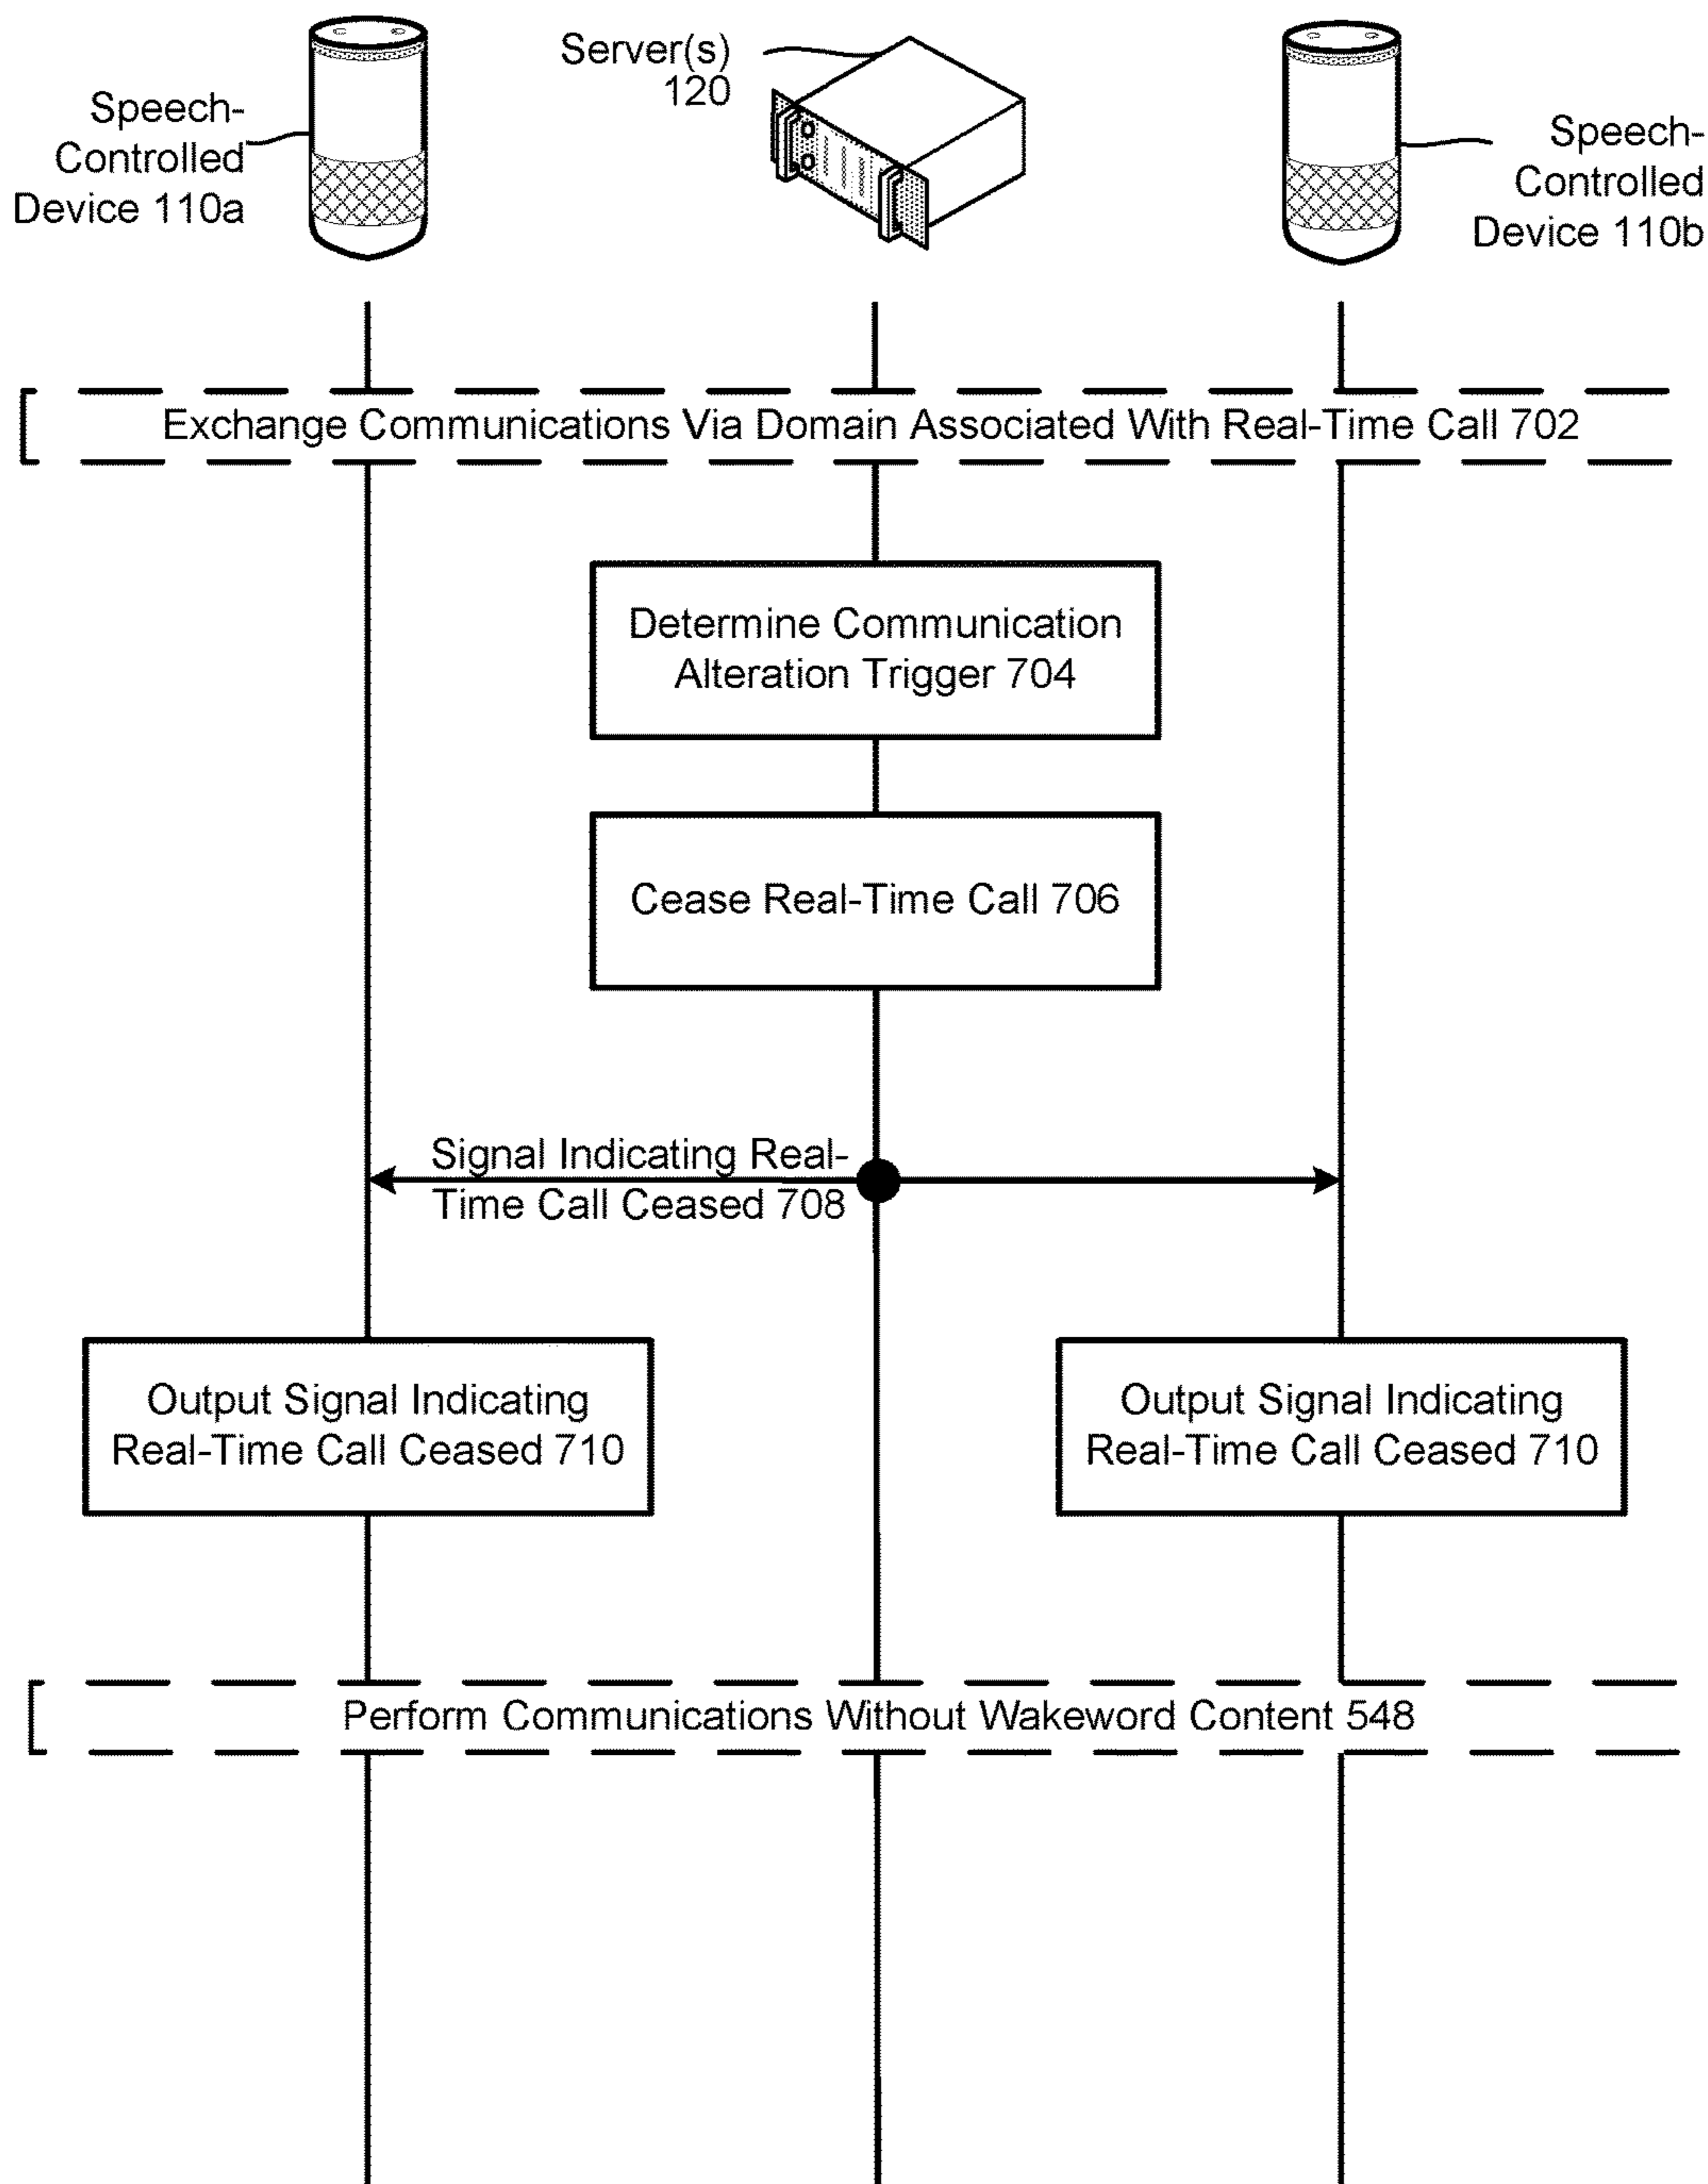 Speech-
Controlled
Device 110a
Server(s)
120
Speech-
Controlled
Device 110b
Exchange Communications Via Domain Associated With Real-Time Call 702
Determine Communication
Alteration Trigger 704
Cease Real-Time Call 706
Signal Indicating Real-
Time Call Ceased 708
Output Signal Indicating
Real-Time Call Ceased 710
Output Signal Indicating
Real-Time Call Ceased 710
Perform Communications Without Wakeword Content 548